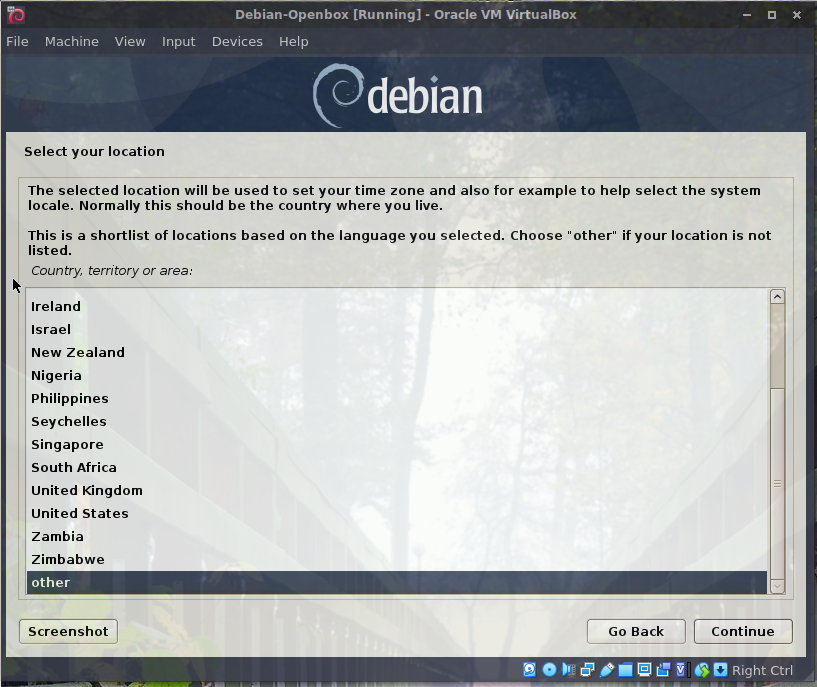 Debian-Openbox [Running] - Oracle VM VirtualBox
File Machine View Input Devices Help
debian
Select your location
The selected location will be used to set your time zone and also for example to help select the system
locale. Normally this should be the country where you live.
This is a shortlist of locations based on the language you selected. Choose "other" if your location is not
listed.
Country, territory or area:
Ireland
Israel
New Zealand
Nigeria
Philippines
Seychelles
Singapore
South Africa
United Kingdom
United States
Zambia
Zimbabwe
other
Screenshot Go Back Continue
Right Ctrl